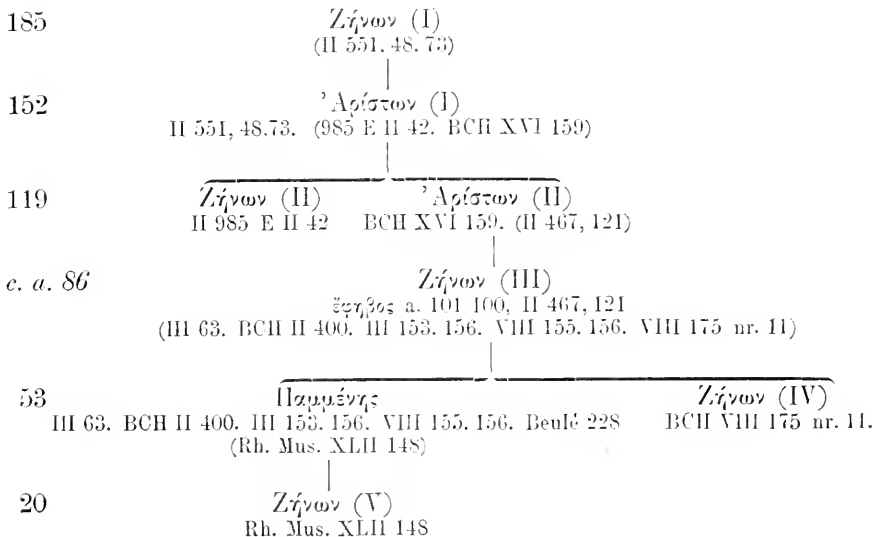 185 Ζήνων (I)
(II 551, 48.73)
152 Ἀρίστων (I)
II 551, 48.73. (985 E II 42. BCH XVI 159)
119 Ζήνων (II) Ἀρίστων (II)
II 985 E II 42 BCH XVI 159. (II 467, 121)
c. a. 86 Ζήνων (III)
ἔφηβος a. 101 100, II 467, 121
(III 63. BCH II 400. III 153. 156. VIII 155. 156. VIII 175 nr. 11)
53 Παμμένης Ζήνων (IV)
III 63. BCH II 400. III 153. 156. VIII 155. 156. Beulé 228 BCH VIII 175 nr. 11.
(Rh. Mus. XLII 148)
20 Ζήνων (V)
Rh. Mus. XLII 148